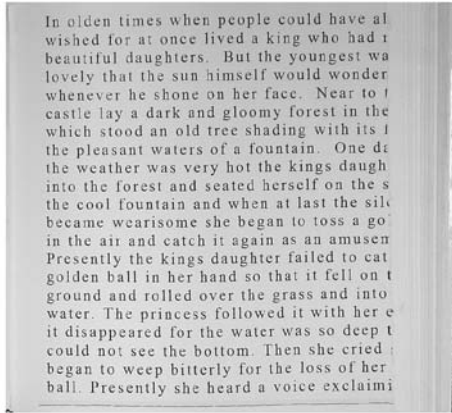 In olden times when people could have al
wished for at once lived a king who had
beautiful daughters. But the youngest wa
lovely that the sun himself would wonder
whenever he shone on her face. Near to
castle lay a dark and gloomy forest in the
which stood an old tree shading with its
the pleasant waters of a fountain. One da
the weather was very hot the kings daugh
into the forest and seated herself on the s
the cool fountain and when at last the sile
became wearisome she began to toss a go
in the air and catch it again as an amusem
Presently the kings daughter failed to cat
golden ball in her hand so that it fell on t
ground and rolled over the grass and into
water. The princess followed it with her e
it disappeared for the water was so deep t
could not see the bottom. Then she cried
began to weep bitterly for the loss of her
ball. Presently she heard a voice exclaimi